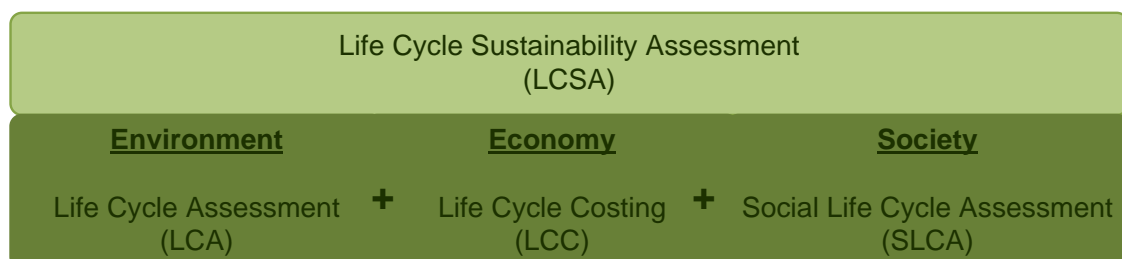 Life Cycle Sustainability Assessment
(LCSA)
Environment
Life Cycle Assessment
(LCA)
+
Economy
Life Cycle Costing
(LCC)
+
Society
Social Life Cycle Assessment
(SLCA)